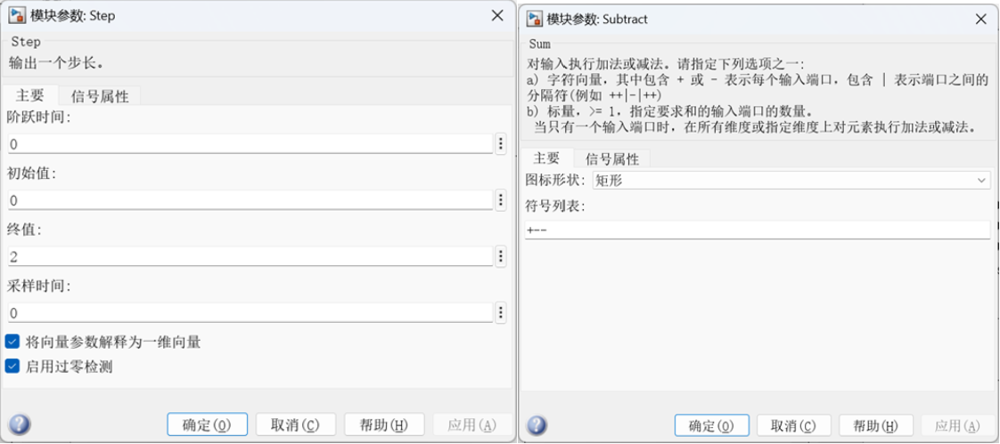 模块参数: Step
Step
输出一个步长。
主要 信号属性
阶跃时间:
0
初始值:
0
终值:
2
采样时间:
0
将向量参数解释为一维向量
启用过零检测
确定(O) 取消(C) 帮助(H) 应用(A)
模块参数: Subtract
Sum
对输入执行加法或减法。请指定下列选项之一:
a) 字符向量，其中包含 + 或 - 表示每个输入端口，包含 | 表示端口之间的
分隔符(例如 ++|-|++)
b) 标量，>= 1，指定要求和的输入端口的数量。
当只有一个输入端口时，在所有维度或指定维度上对元素执行加法或减法。
主要 信号属性
图标形状: 矩形
符号列表:
+--
确定(O) 取消(C) 帮助(H) 应用(A)